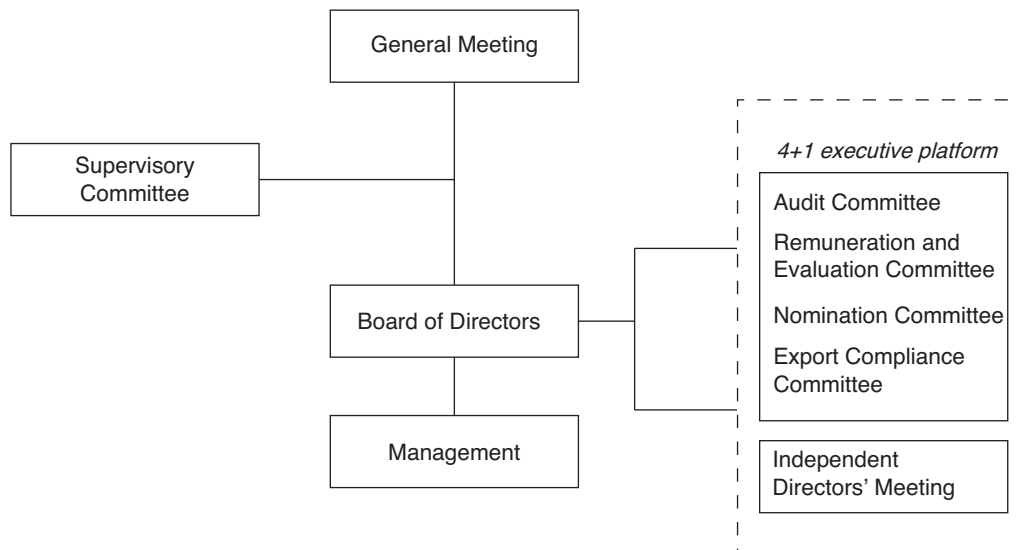 General Meeting
Supervisory
Committee
4+1 executive platform
Audit Committee
Remuneration and
Evaluation Committee
Nomination Committee
Export Compliance
Committee
Board of Directors
Management
Independent
Directors’ Meeting